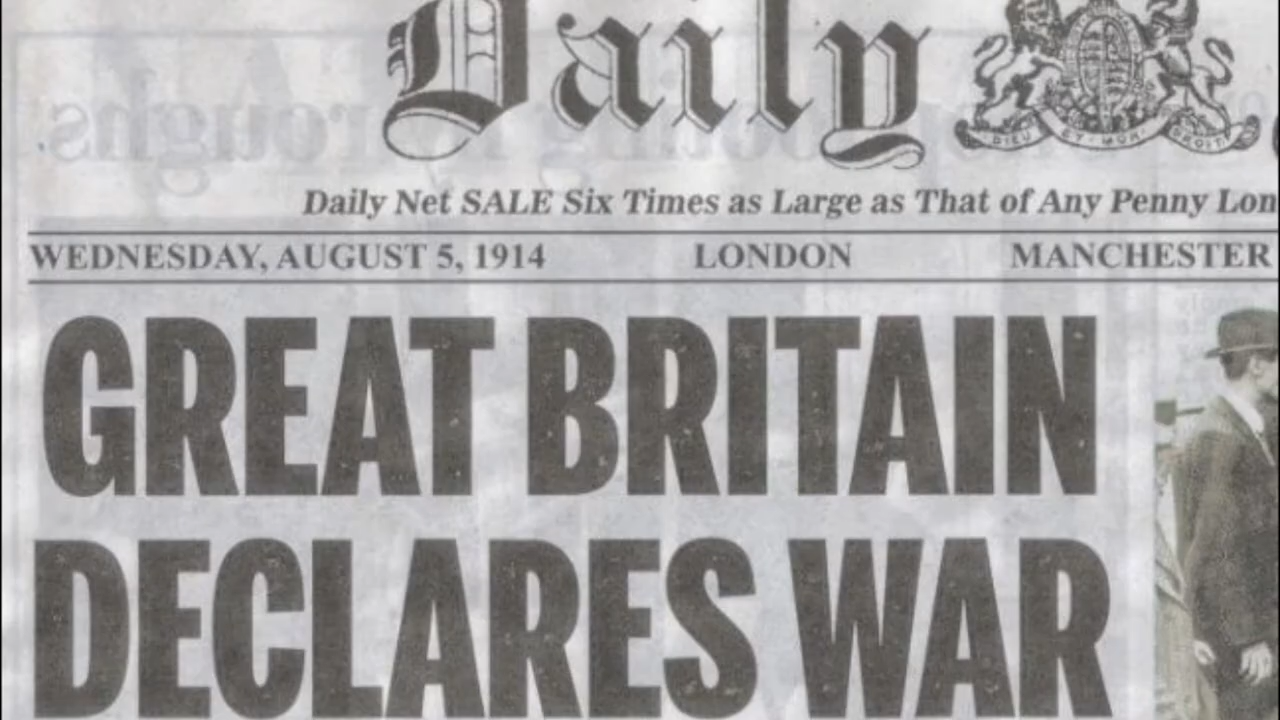 Daily
DIEU ET MON DROIT
Daily Net SALE Six Times as Large as That of Any Penny Lon
WEDNESDAY, AUGUST 5, 1914 LONDON MANCHESTER
GREAT BRITAIN
DECLARES WAR